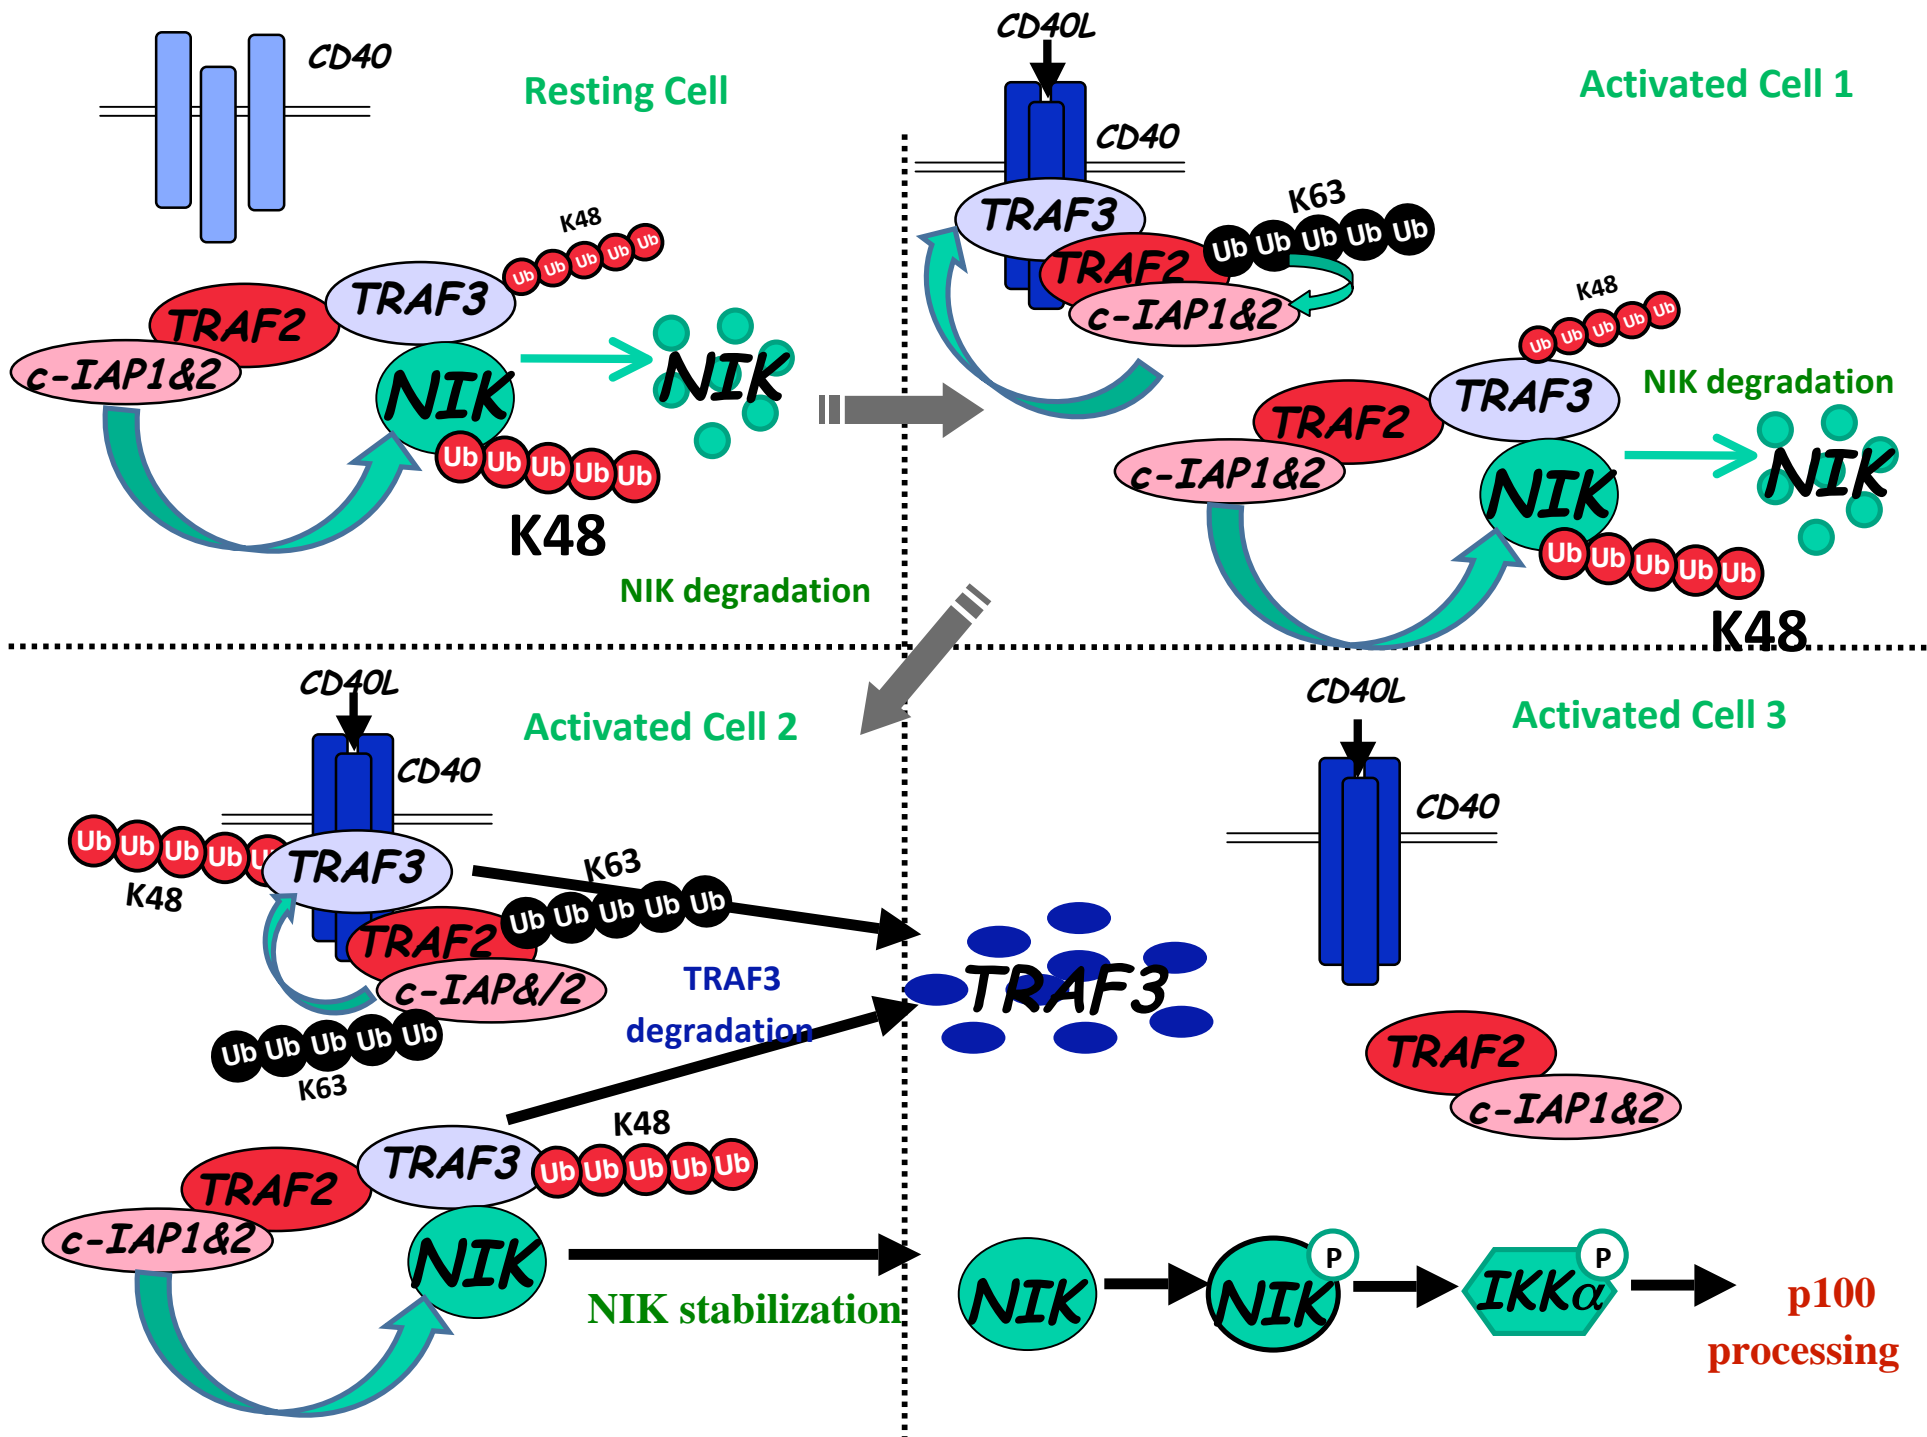 CD40
Resting Cell
K48
Ub Ub Ub Ub Ub
TRAF3
TRAF2
c-IAP1&2
NIK
NIK
Ub Ub Ub Ub Ub
K48
NIK degradation
CD40L
Activated Cell 1
CD40
K63
TRAF3
Ub Ub Ub Ub Ub
TRAF2
c-IAP1&2
K48
Ub Ub Ub Ub Ub
NIK degradation
TRAF3
TRAF2
c-IAP1&2
NIK
NIK
Ub Ub Ub Ub Ub
K48
CD40L
Activated Cell 2
CD40
Ub Ub Ub Ub U
TRAF3
K48
K63
Ub Ub Ub Ub Ub
TRAF2
c-IAP&/2
TRAF3
degradation
Ub Ub Ub Ub Ub
K63
K48
TRAF3
Ub Ub Ub Ub Ub
TRAF2
c-IAP1&2
NIK
NIK stabilization
CD40L
Activated Cell 3
CD40
TRAF3
TRAF2
c-IAP1&2
NIK
NIK
P
IKKα
P
p100
processing